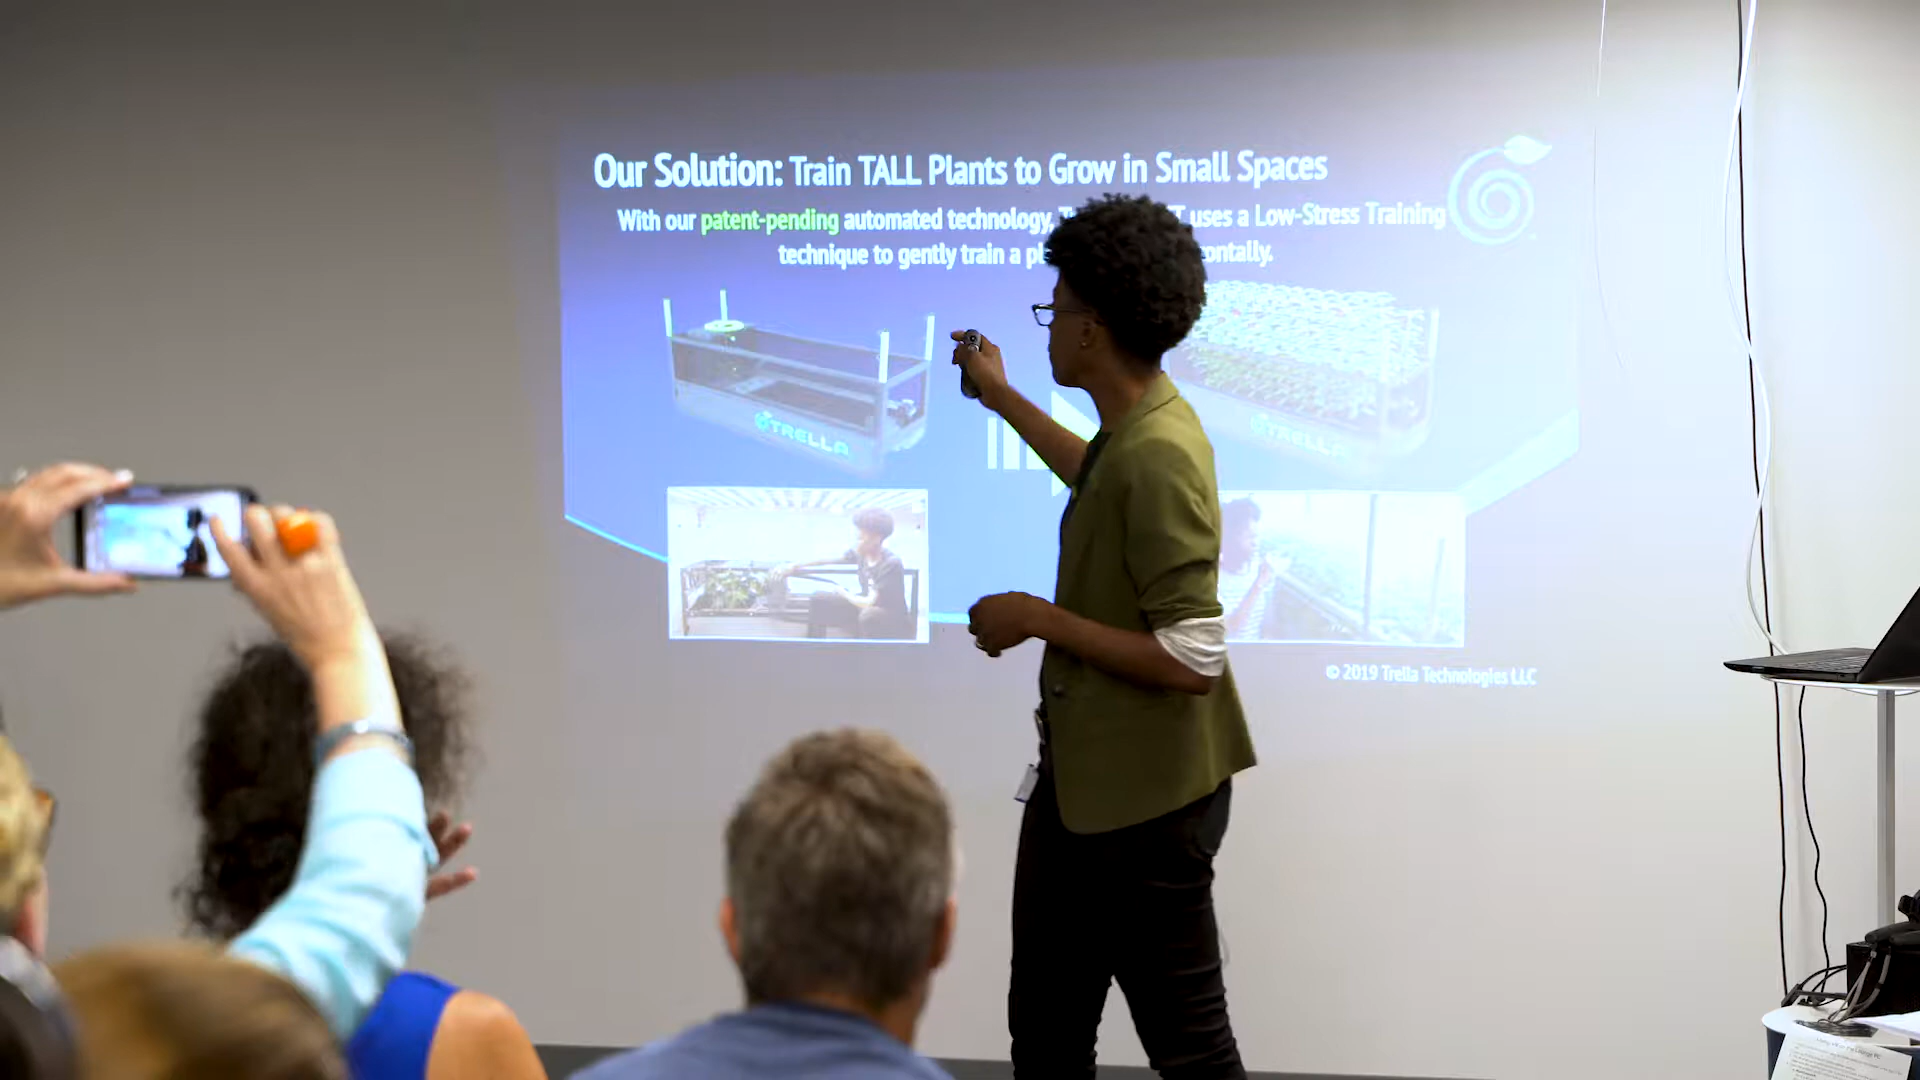 Our Solution: Train TALL Plants to Grow in Small Spaces
With our patent-pending automated technology, uses a Low-Stress Training
technique to gently train a
TRELLA
TRELLA
© 2019 Trella Technologies LLC